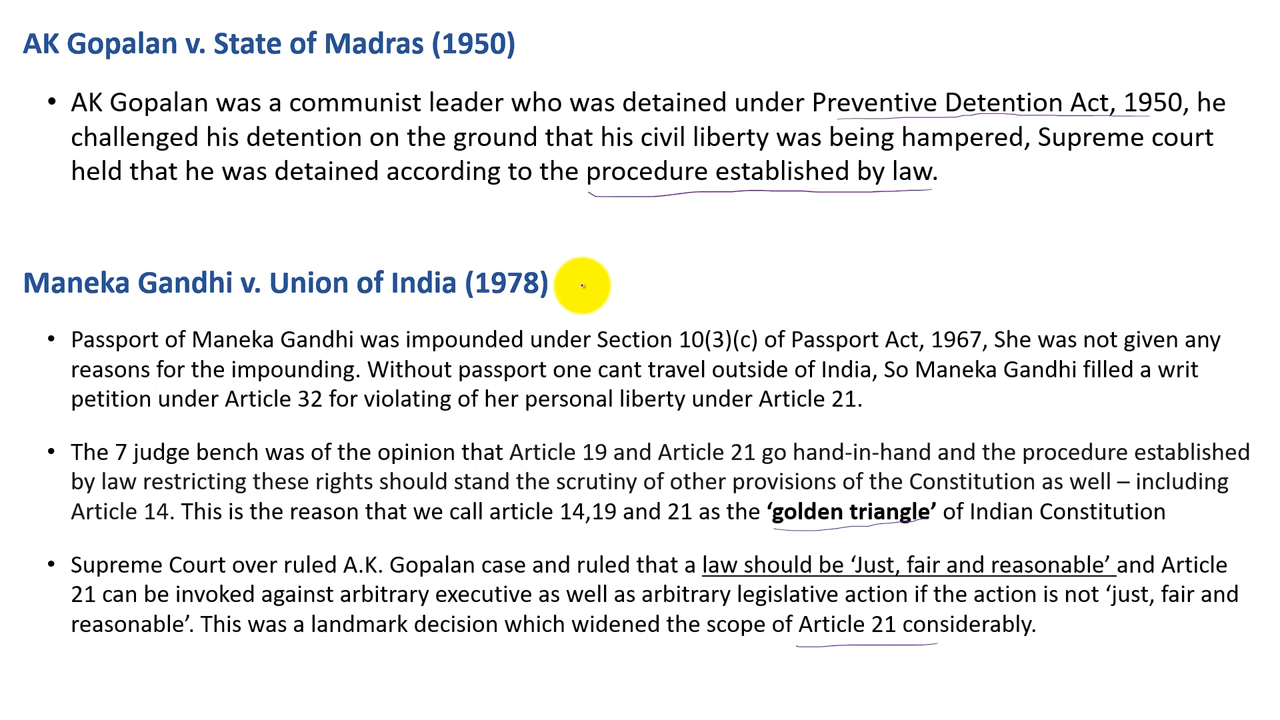 AK Gopalan v. State of Madras (1950)
• AK Gopalan was a communist leader who was detained under Preventive Detention Act, 1950, he
challenged his detention on the ground that his civil liberty was being hampered, Supreme court
held that he was detained according to the procedure established by law.
Maneka Gandhi v. Union of India (1978)
• Passport of Maneka Gandhi was impounded under Section 10(3)(c) of Passport Act, 1967, She was not given any
reasons for the impounding. Without passport one cant travel outside of India, So Maneka Gandhi filled a writ
petition under Article 32 for violating of her personal liberty under Article 21.
• The 7 judge bench was of the opinion that Article 19 and Article 21 go hand-in-hand and the procedure established
by law restricting these rights should stand the scrutiny of other provisions of the Constitution as well – including
Article 14. This is the reason that we call article 14,19 and 21 as the ‘golden triangle’ of Indian Constitution
• Supreme Court over ruled A.K. Gopalan case and ruled that a law should be ‘Just, fair and reasonable’ and Article
21 can be invoked against arbitrary executive as well as arbitrary legislative action if the action is not ‘just, fair and
reasonable’. This was a landmark decision which widened the scope of Article 21 considerably.